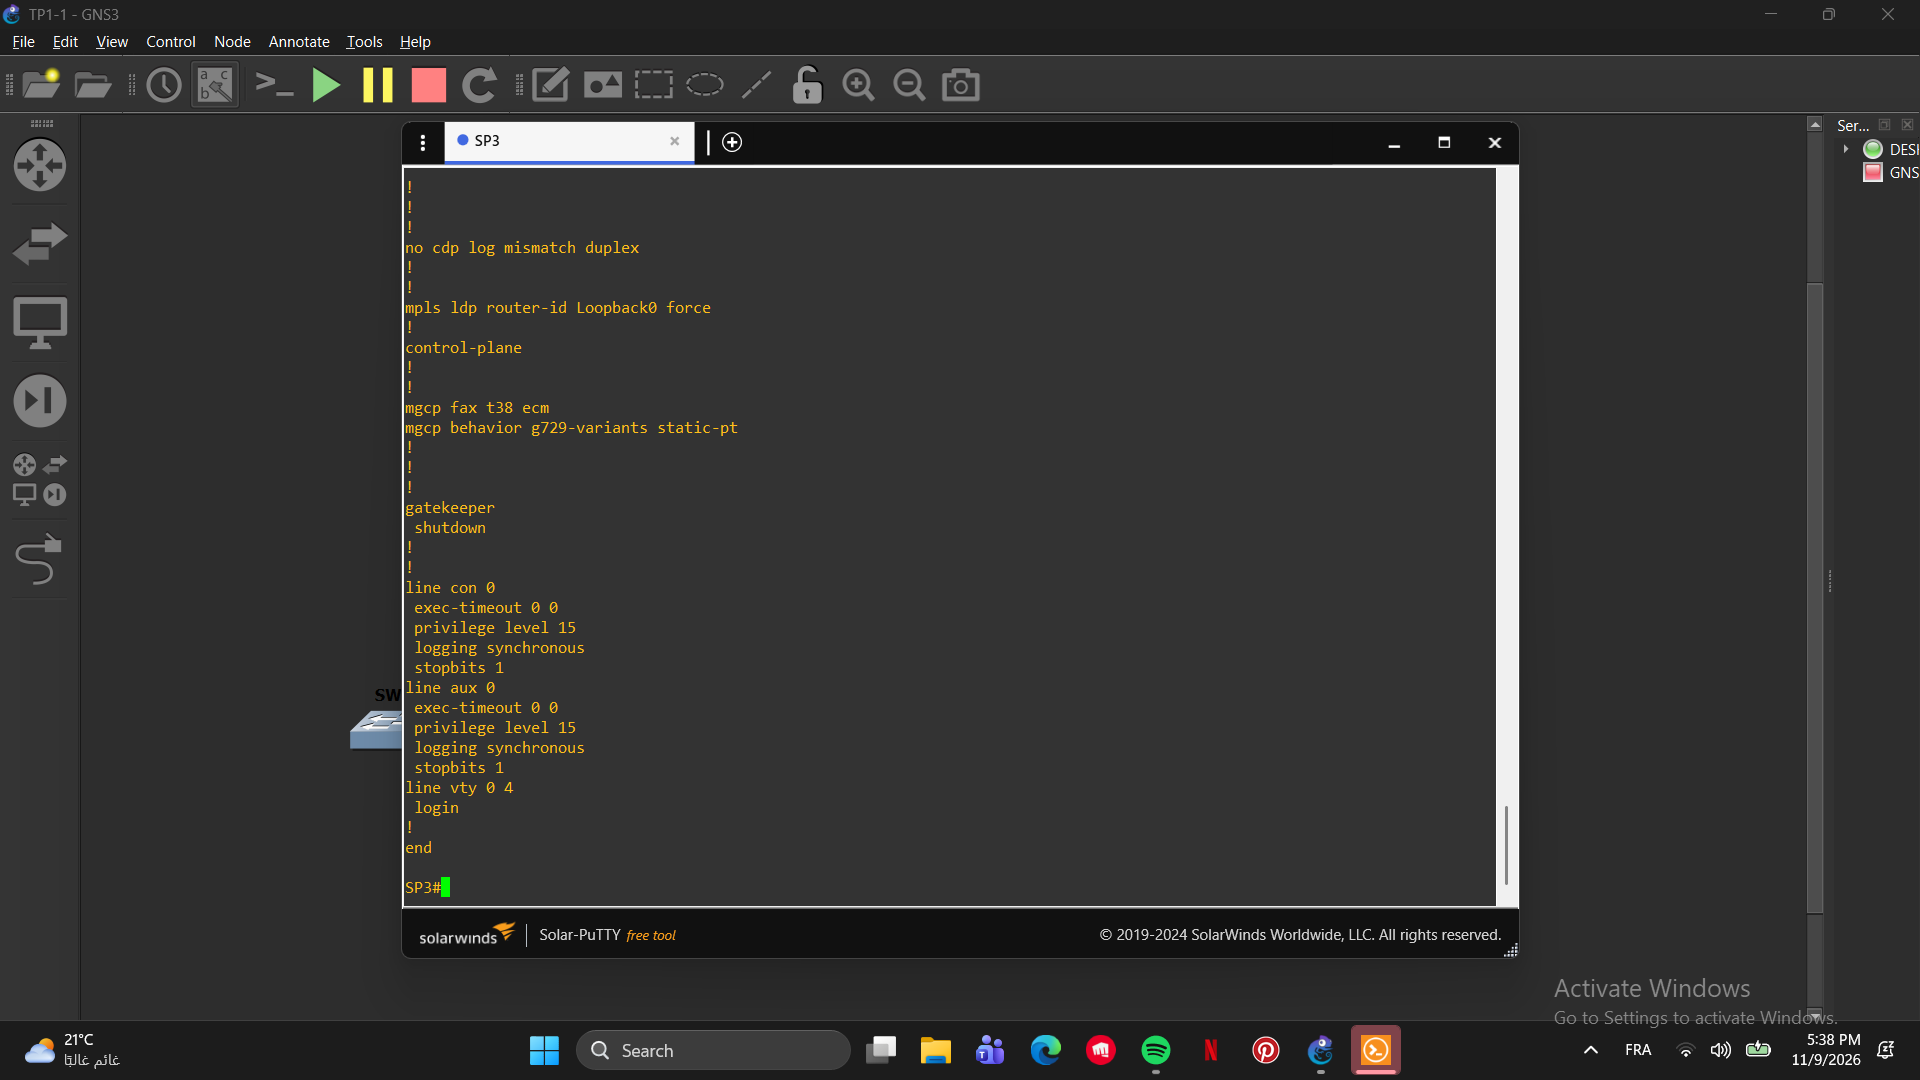 TP1-1 - GNS3
File Edit View Control Node Annotate Tools Help
SP3
Ser...
DESH
GNS
!
!
!
no cdp log mismatch duplex
!
!
mpls ldp router-id Loopback0 force
!
control-plane
!
!
mgcp fax t38 ecm
mgcp behavior g729-variants static-pt
!
!
!
gatekeeper
shutdown
!
!
line con 0
exec-timeout 0 0
privilege level 15
logging synchronous
stopbits 1
line aux 0
exec-timeout 0 0
privilege level 15
logging synchronous
stopbits 1
line vty 0 4
login
!
end
SP3#
SW
solarwinds
Solar-PuTTY free tool
© 2019-2024 SolarWinds Worldwide, LLC. All rights reserved.
Activate Windows
Go to Settings to activate Windows.
21°C
غائم غالبًا
Search
FRA
5:38 PM
11/9/2026